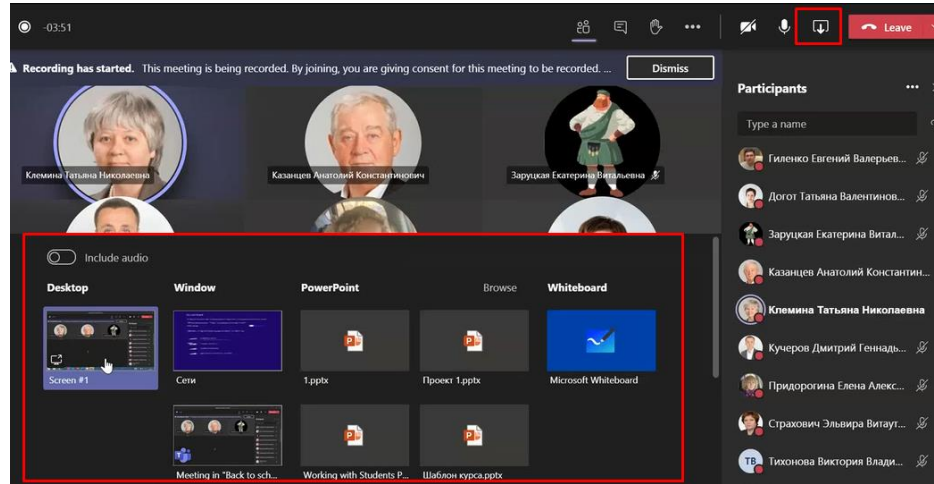 -03:51
Leave
Recording has started. This meeting is being recorded. By joining, you are giving consent for this meeting to be recorded. ...
Dismiss
Клемина Татьяна Николаевна
Казанцев Анатолий Константинович
Заруцкая Екатерина Витальевна
Include audio
Desktop
Window
PowerPoint
Browse
Whiteboard
Screen #1
Сети
1.pptx
Проект 1.pptx
Microsoft Whiteboard
Meeting in "Back to sch...
Working with Students P...
Шаблон курса.pptx
Participants
Type a name
Гиленко Евгений Валерьев...
Догот Татьяна Валентинов...
Заруцкая Екатерина Витал...
Казанцев Анатолий Константин...
Клемина Татьяна Николаевна
Кучеров Дмитрий Геннадь...
Придорогина Елена Алекс...
Страхович Эльвира Витаут...
ТВ
Тихонова Виктория Влади...